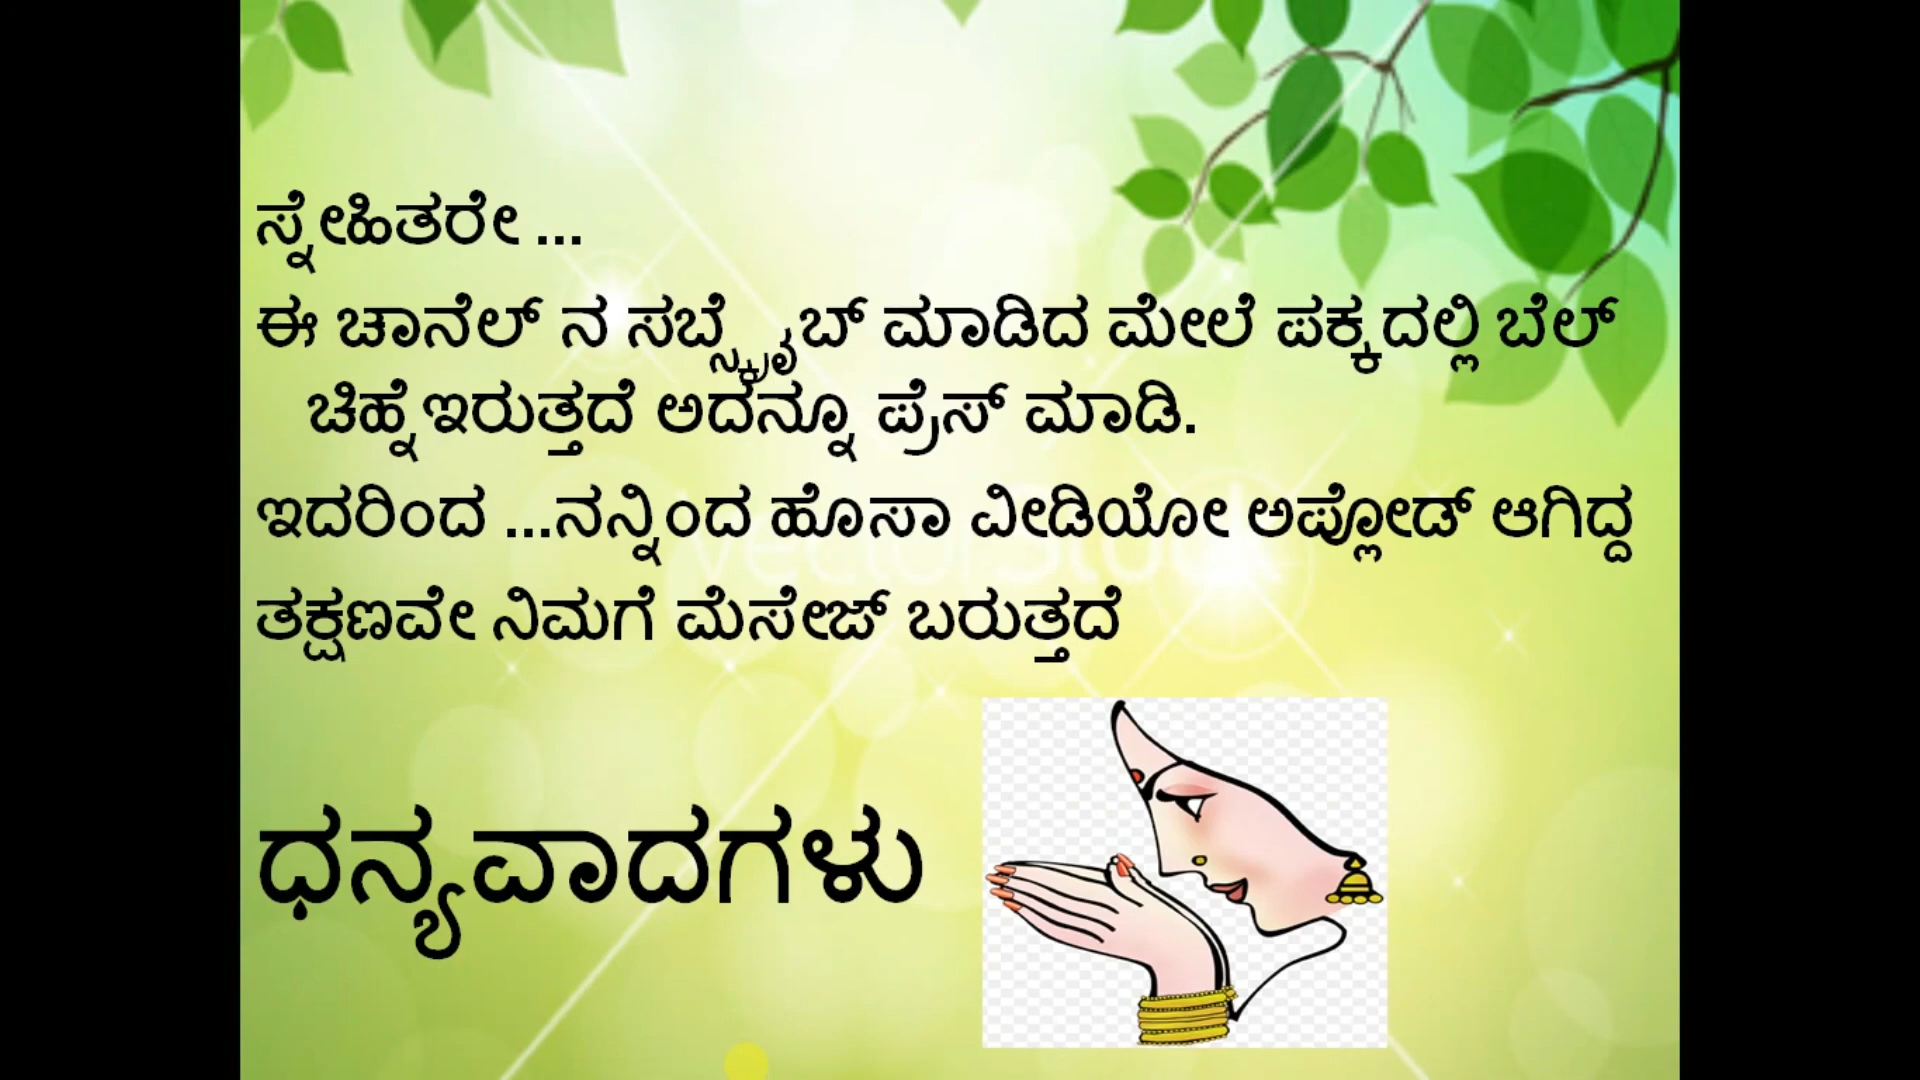 ಸ್ನೇಹಿತರೇ ...
ಈ ಚಾನೆಲ್ ನ ಸಬ್ಸ್ಕ್ರೈಬ್ ಮಾಡಿದ ಮೇಲೆ ಪಕ್ಕದಲ್ಲಿ ಬೆಲ್
ಚಿಹ್ನೆ ಇರುತ್ತದೆ ಅದನ್ನೂ ಪ್ರೆಸ್ ಮಾಡಿ.
ಇದರಿಂದ ...ನನ್ನಿಂದ ಹೊಸಾ ವೀಡಿಯೋ ಅಪ್ಲೋಡ್ ಆಗಿದ್ದ
ತಕ್ಷಣವೇ ನಿಮಗೆ ಮೆಸೇಜ್ ಬರುತ್ತದೆ
VectorStock
ಧನ್ಯವಾದಗಳು